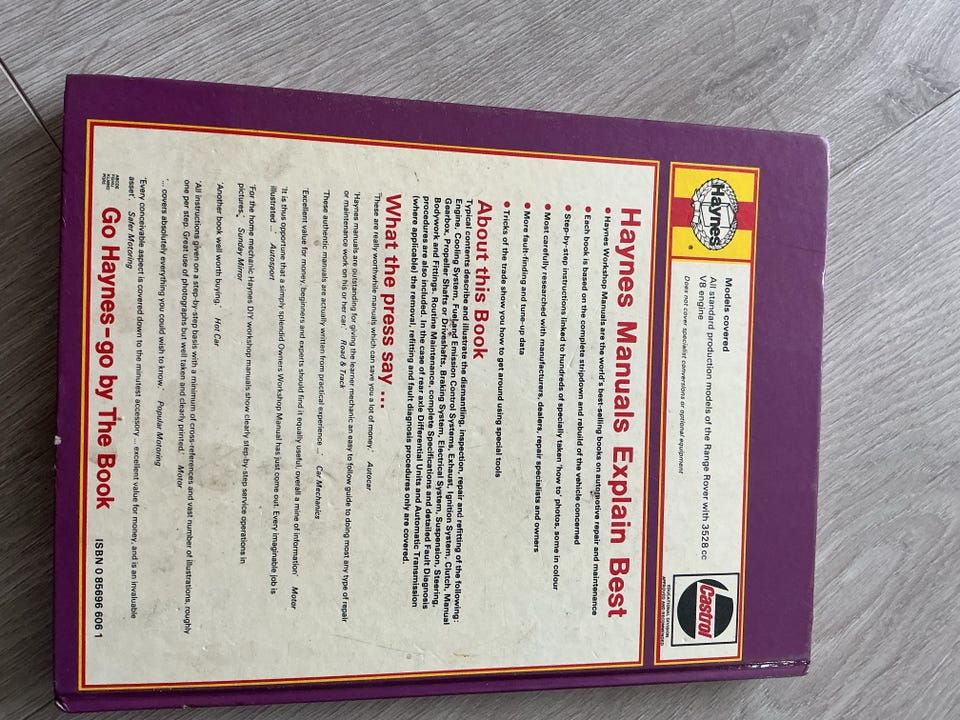 Haynes
®
Models covered
All standard production models of the Range Rover with 3528 cc
V8 engine
Does not cover specialist conversions or optional equipment
Castrol
EDUCATIONAL DIVISION
APPROVED AND RECOMMENDED
Haynes Manuals Explain Best
● Haynes Workshop Manuals are the world's best-selling books on automotive repair and maintenance
● Each book is based on the complete stripdown and rebuild of the vehicle concerned
● Step-by-step instructions linked to hundreds of specially taken 'how to' photos, some in colour
● Most carefully researched with manufacturers, dealers, repair specialists and owners
● More fault-finding and tune-up data
● Tricks of the trade show you how to get around using special tools
About this Book
Typical contents describe and illustrate the dismantling, inspection, repair and refitting of the following:
Engine, Cooling System, Fuel and Emission Control Systems, Exhaust, Ignition System, Clutch, Manual
Gearbox, Propeller Shafts or Driveshafts, Braking System, Electrical System, Suspension, Steering,
Bodywork and Fittings. Routine Maintenance, complete Specifications and detailed Fault Diagnosis
procedures are also included. In the case of rear axle Differential Units and Automatic Transmission
(where applicable) the removal, refitting and fault diagnosis procedures only are covered.
What the press say ...
'These are really worthwhile manuals which can save you a lot of money.' Autocar
'Haynes manuals are outstanding for giving the learner mechanic an easy to follow guide to doing most any type of repair
or maintenance work on his or her car.' Road & Track
'These authentic manuals are actually written from practical experience ...' Car Mechanics
'Excellent value for money, beginners and experts should find it equally useful, overall a mine of information' Motor
'It is thus opportune that a simply splendid Owners Workshop Manual has just come out. Every imaginable job is
illustrated ...' Autosport
'For the home mechanic Haynes DIY workshop manuals show clearly step-by-step service operations in
pictures.' Sunday Mirror
'Another book well worth buying.' Hot Car
'All instructions given on a step-by-step basis with a minimum of cross-references and vast number of illustrations, roughly
one per step. Great use of photographs but well taken and clearly printed.' Motor
'... covers absolutely everything you could wish to know.' Popular Motoring
'Every conceivable aspect is covered down to the minutest accessory ... excellent value for money, and is an invaluable
asset'. Safer Motoring
ABCDE
FGHIJ
KLMNO
PQRS
Go Haynes-go by The Book
ISBN 0 85696 606 1